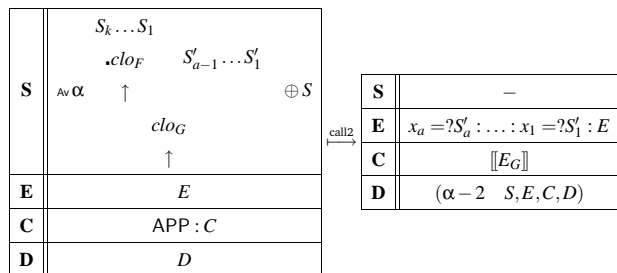 S_k … S_1
▪clo_F S'_{a−1} … S'_1
S Av α ↑ ⊕ S
clo_G
↑
E E
C APP : C
D D
call2
⟼
S −
E x_a =?S'_a : … : x_1 =?S'_1 : E
C ⟦E_G⟧
D (α − 2 S,E,C,D)